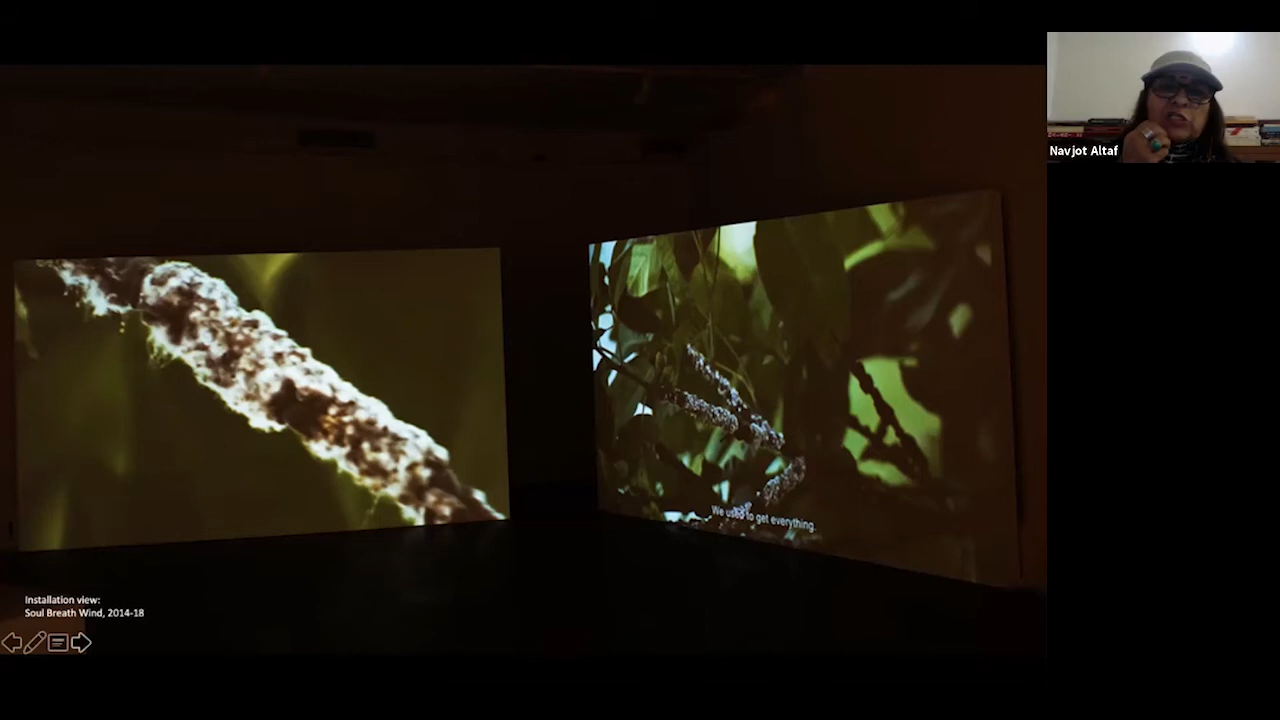 Navjot Altaf
We used to get everything.
Installation view:
Soul Breath Wind, 2014-18